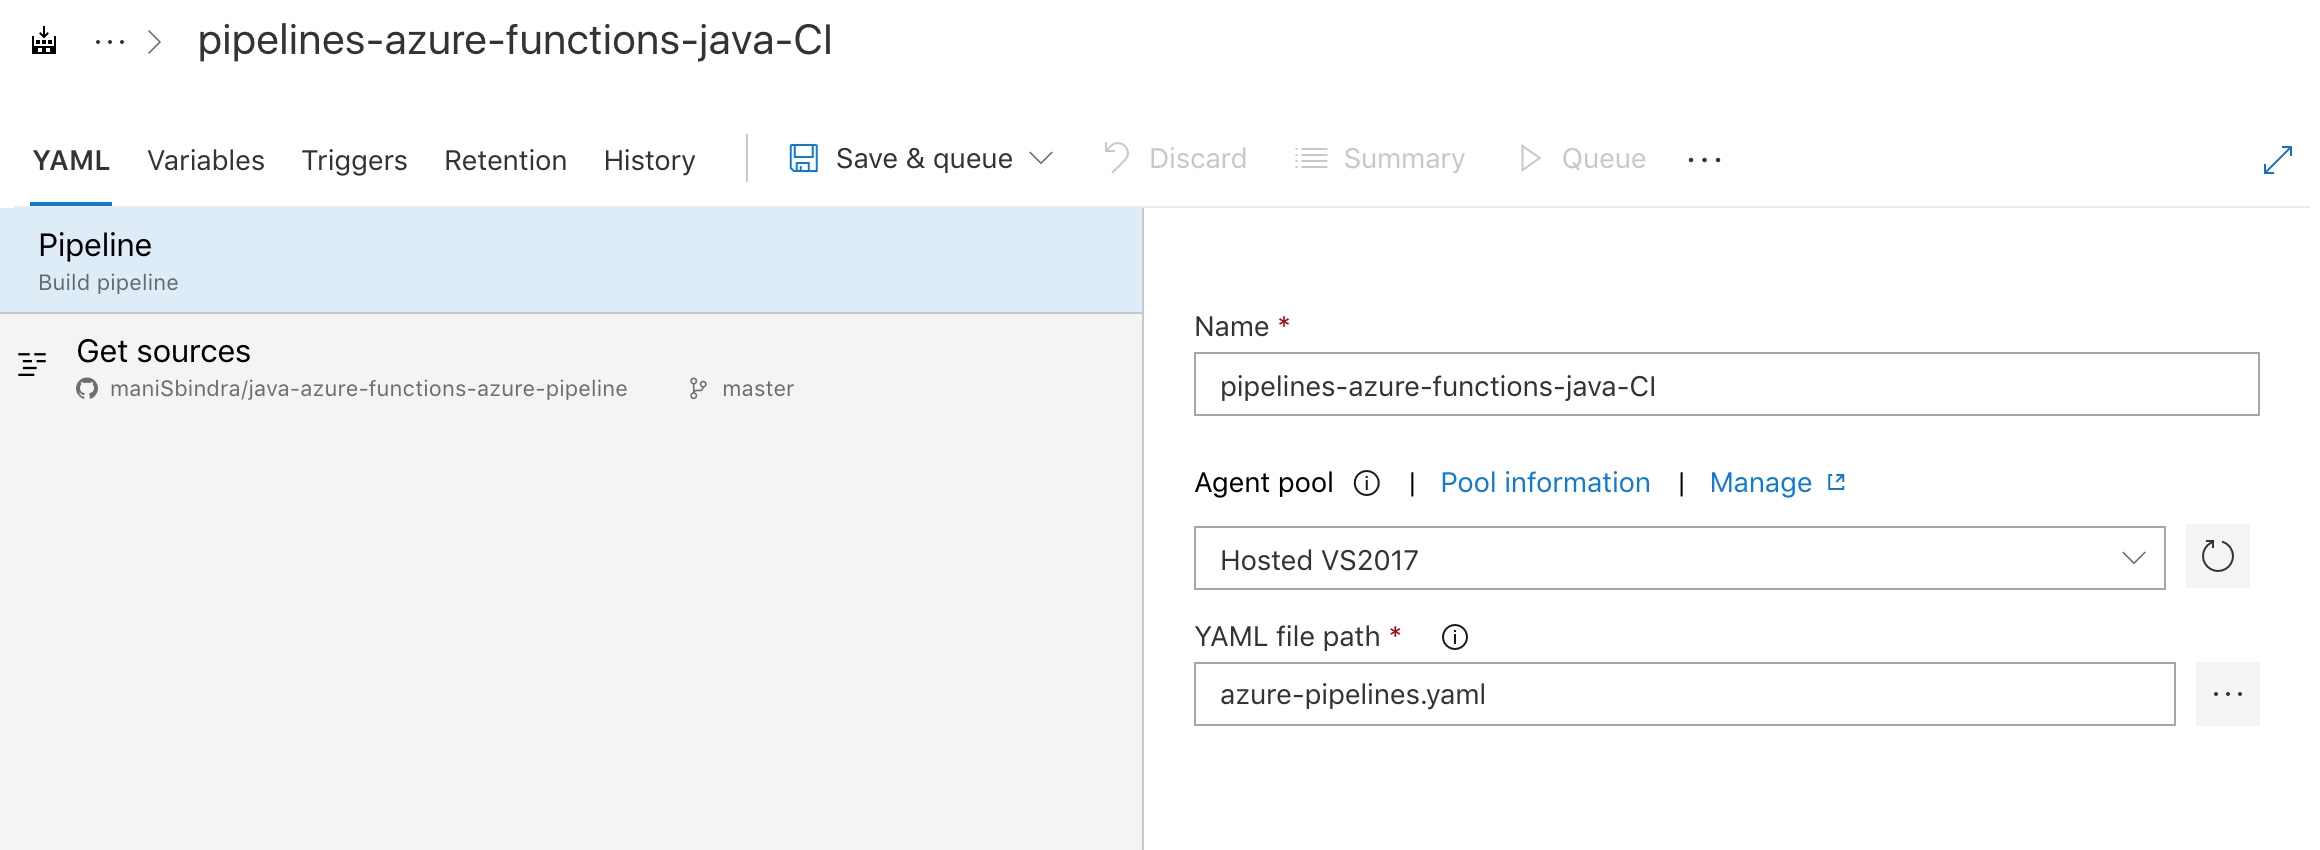 pipelines-azure-functions-java-CI
YAML Variables Triggers Retention History Save & queue Discard Summary Queue
Pipeline
Build pipeline
Get sources
maniSbindra/java-azure-functions-azure-pipeline master
Name *
pipelines-azure-functions-java-CI
Agent pool | Pool information | Manage
Hosted VS2017
YAML file path *
azure-pipelines.yaml